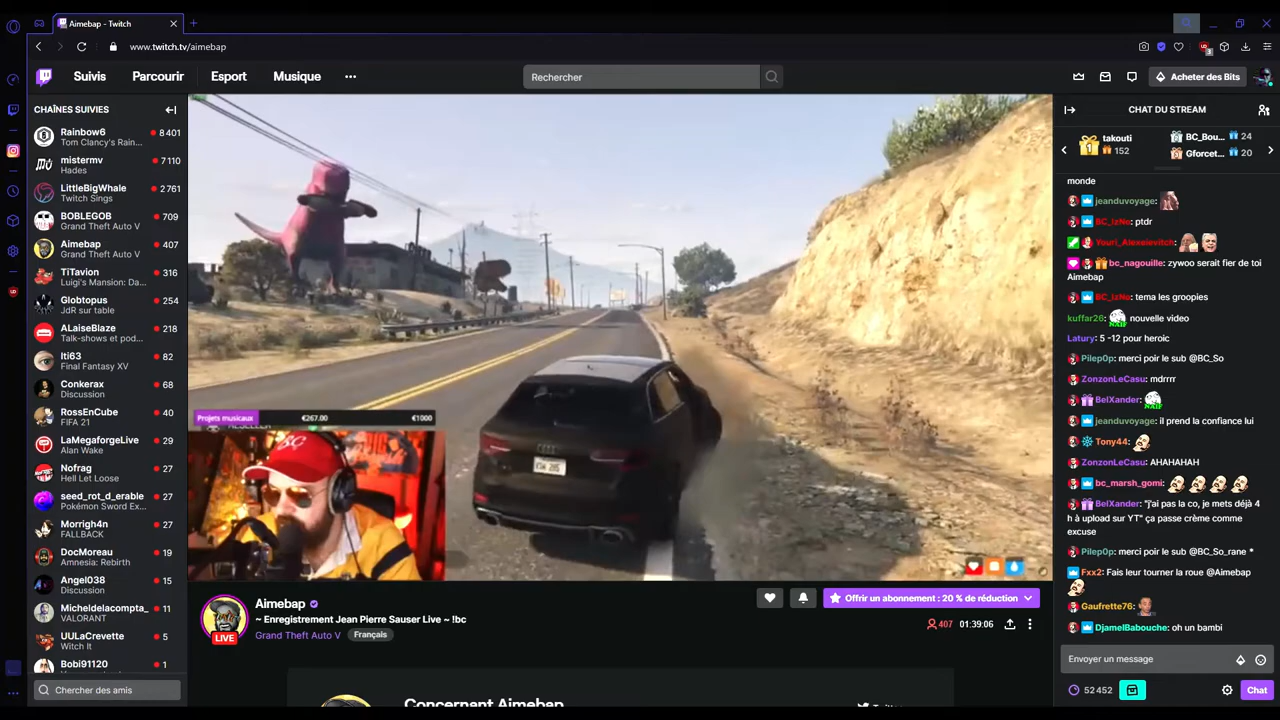 Aimebap - Twitch
www.twitch.tv/aimebap
Suivis
Parcourir
Esport
Musique
Rechercher
Acheter des Bits
CHAÎNES SUIVIES
Rainbow6 8 401
Tom Clancy's Rain...
mistermv 7 110
Hades
LittleBigWhale 2 761
Twitch Sings
BOBLEGOB 709
Grand Theft Auto V
Aimebap 407
Grand Theft Auto V
TiTavion 316
Luigi's Mansion: Da...
Globtopus 254
JdR sur table
ALaiseBlaze 218
Talk-shows et pod...
Iti63 82
Final Fantasy XV
Conkerax 68
Discussion
RossEnCube 40
FIFA 21
LaMegaforgeLive 29
Alan Wake
Nofrag 27
Hell Let Loose
seed_rot_d_erable 27
Pokémon Sword Ex...
Morrigh4n 27
FALLBACK
DocMoreau 19
Amnesia: Rebirth
Angel038 15
Discussion
Micheldelacompta_ 11
VALORANT
UULaCrevette 5
Witch It
Bobi91120 1
Chercher des amis
Projets musicaux €267.00 €1000
BC
LIVE
Aimebap
~ Enregistrement Jean Pierre Sauser Live ~ !bc
Grand Theft Auto V Français
Offrir un abonnement : 20 % de réduction
407 01:39:06
Concernant Aimebap
Twitter
CHAT DU STREAM
takouti
152
BC_Bou... 24
Gforcet... 20
monde
jeanduvoyage:
BC_IzNo: ptdr
Youri_Alexeievitch:
bc_nagouille: zywoo serait fier de toi
Aimebap
BC_IzNo: tema les groopies
kuffar26: NAIF nouvelle video
Latury: 5 -12 pour heroic
Pilep0p: merci poir le sub @BC_So
ZonzonLeCasu: mdrrrr
BelXander: NAIF
jeanduvoyage: il prend la confiance lui
Tony44:
ZonzonLeCasu: AHAHAHAH
bc_marsh_gomi:
BelXander: "j'ai pas la co, je mets déjà 4
h à upload sur YT" ça passe crème comme
excuse
Pilep0p: merci poir le sub @BC_So_rane *
Fxx2: Fais leur tourner la roue @Aimebap
Gaufrette76:
DjamelBabouche: oh un bambi
Envoyer un message
52 452
Chat